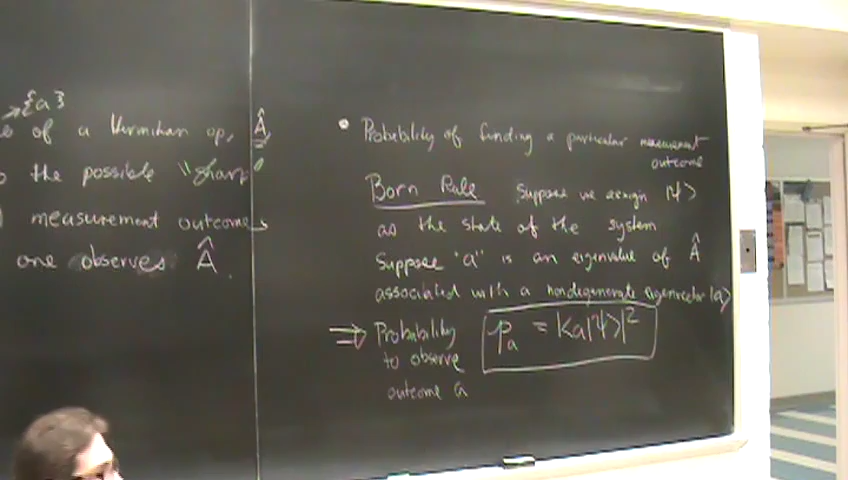 →{a}
of a Hermitian op. Â
the possible "sharp"
measurement outcomes
one observes Â.
• Probability of finding a particular measurement
outcome
Born Rule Suppose we assign |ψ>
as the state of the system
Suppose "a" is an eigenvalue of Â
associated with a nondegenerate eigenvector |a>
⇒ Probability
to observe
outcome a
p_a = |<a|ψ>|²